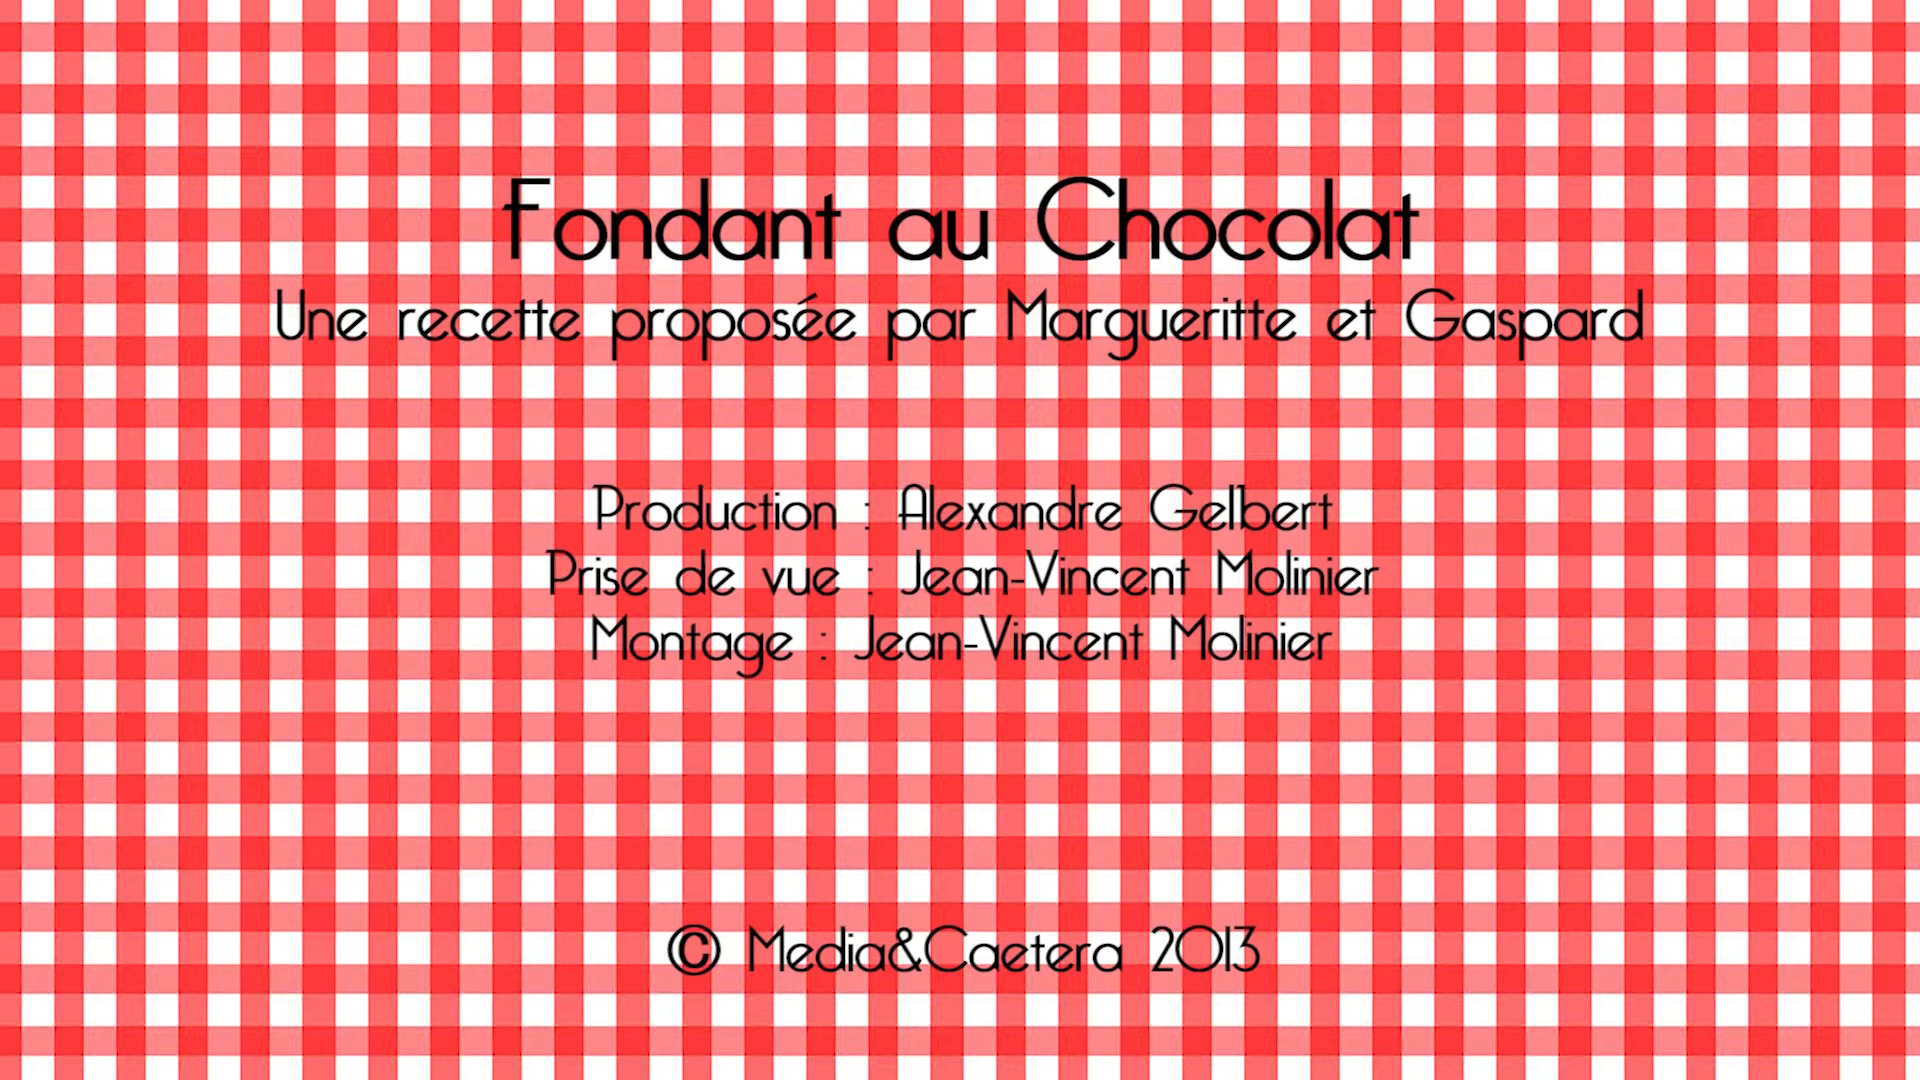 Fondant au Chocolat
Une recette proposée par Margueritte et Gaspard
Production : Alexandre Gelbert
Prise de vue : Jean-Vincent Molinier
Montage : Jean-Vincent Molinier
© Media&Caetera 2013